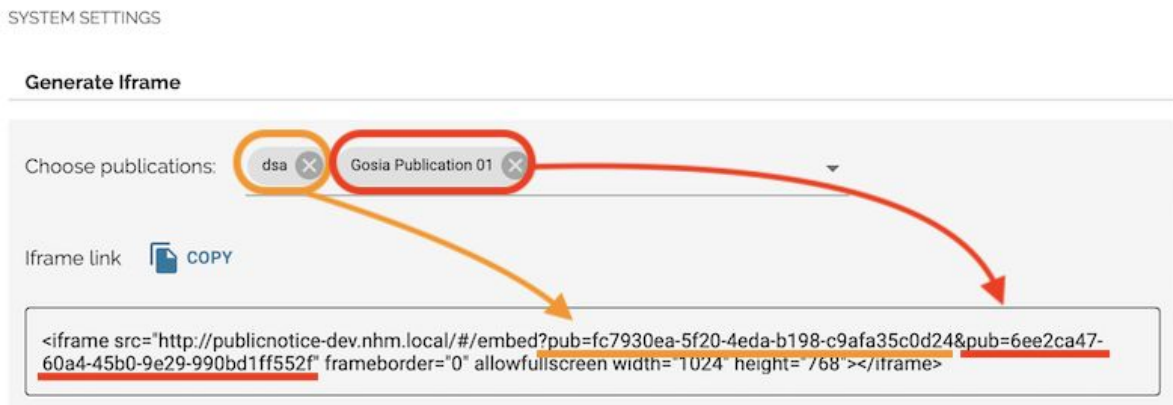 SYSTEM SETTINGS
Generate Iframe
Choose publications: dsa Gosia Publication 01
Iframe link COPY
<iframe src="http://publicnotice-dev.nhm.local/#/embed?pub=fc7930ea-5f20-4eda-b198-c9afa35c0d24&pub=6ee2ca47-
60a4-45b0-9e29-990bd1ff552f" frameborder="0" allowfullscreen width="1024" height="768"></iframe>